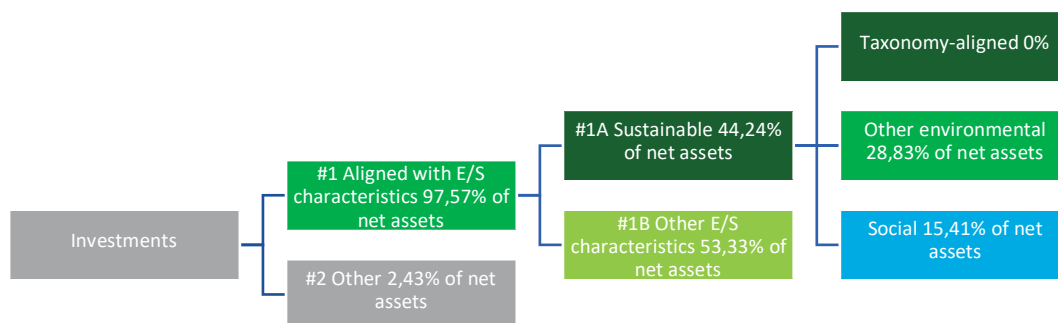 Investments
#1 Aligned with E/S
characteristics 97,57% of
net assets
#2 Other 2,43% of net
assets
#1A Sustainable 44,24%
of net assets
#1B Other E/S
characteristics 53,33% of
net assets
Taxonomy-aligned 0%
Other environmental
28,83% of net assets
Social 15,41% of net
assets